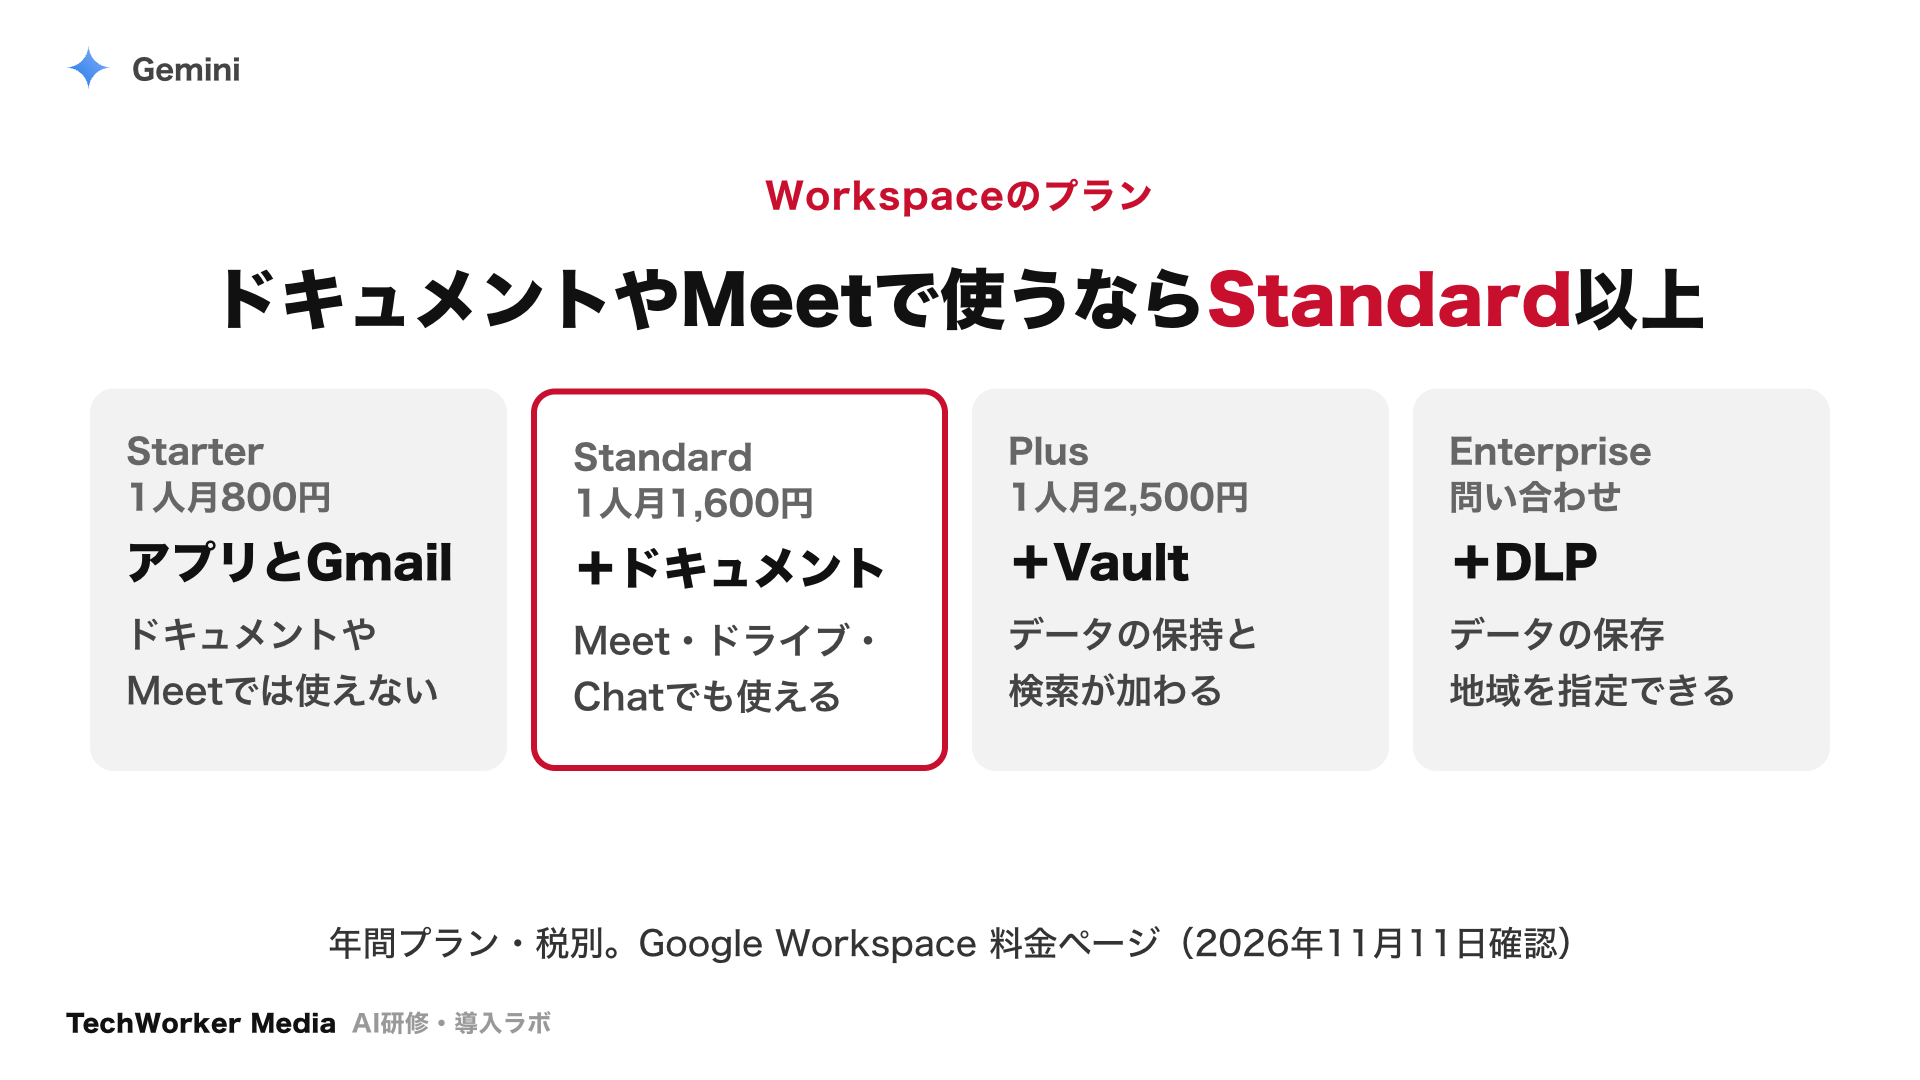 Gemini
Workspaceのプラン
ドキュメントやMeetで使うならStandard以上
Starter
1人月800円
アプリとGmail
ドキュメントや
Meetでは使えない
Standard
1人月1,600円
＋ドキュメント
Meet・ドライブ・
Chatでも使える
Plus
1人月2,500円
＋Vault
データの保持と
検索が加わる
Enterprise
問い合わせ
＋DLP
データの保存
地域を指定できる
年間プラン・税別。Google Workspace 料金ページ（2026年11月11日確認）
TechWorker Media AI研修・導入ラボ